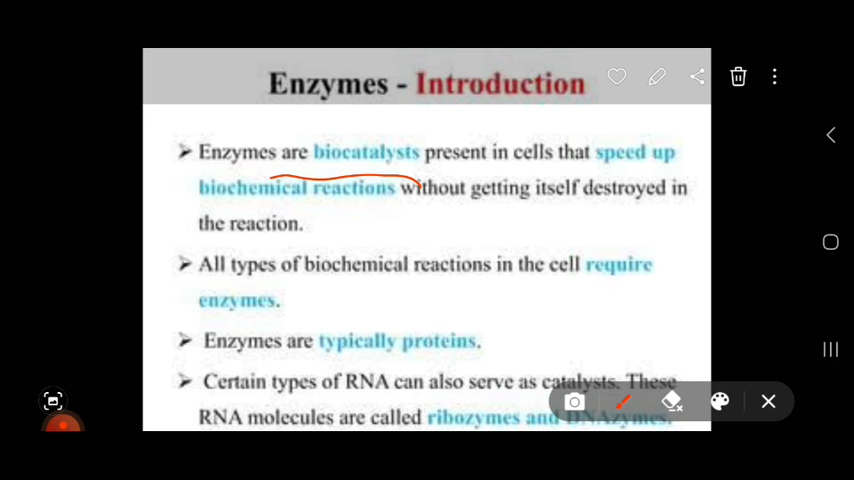 Enzymes - Introduction
➤ Enzymes are biocatalysts present in cells that speed up
biochemical reactions without getting itself destroyed in
the reaction.
➤ All types of biochemical reactions in the cell require
enzymes.
➤ Enzymes are typically proteins.
➤ Certain types of RNA can also serve as catalysts. These
RNA molecules are called ribozymes and DNAzymes.